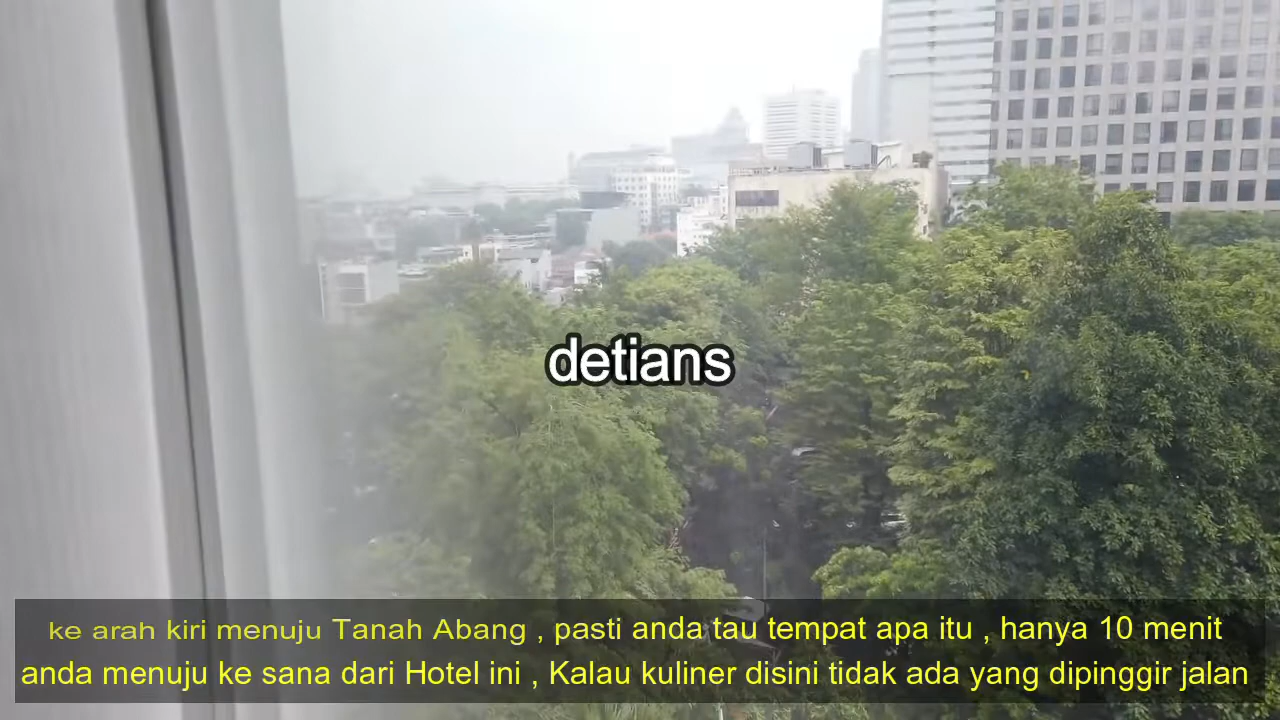 detians
ke arah kiri menuju Tanah Abang , pasti anda tau tempat apa itu , hanya 10 menit
anda menuju ke sana dari Hotel ini , Kalau kuliner disini tidak ada yang dipinggir jalan